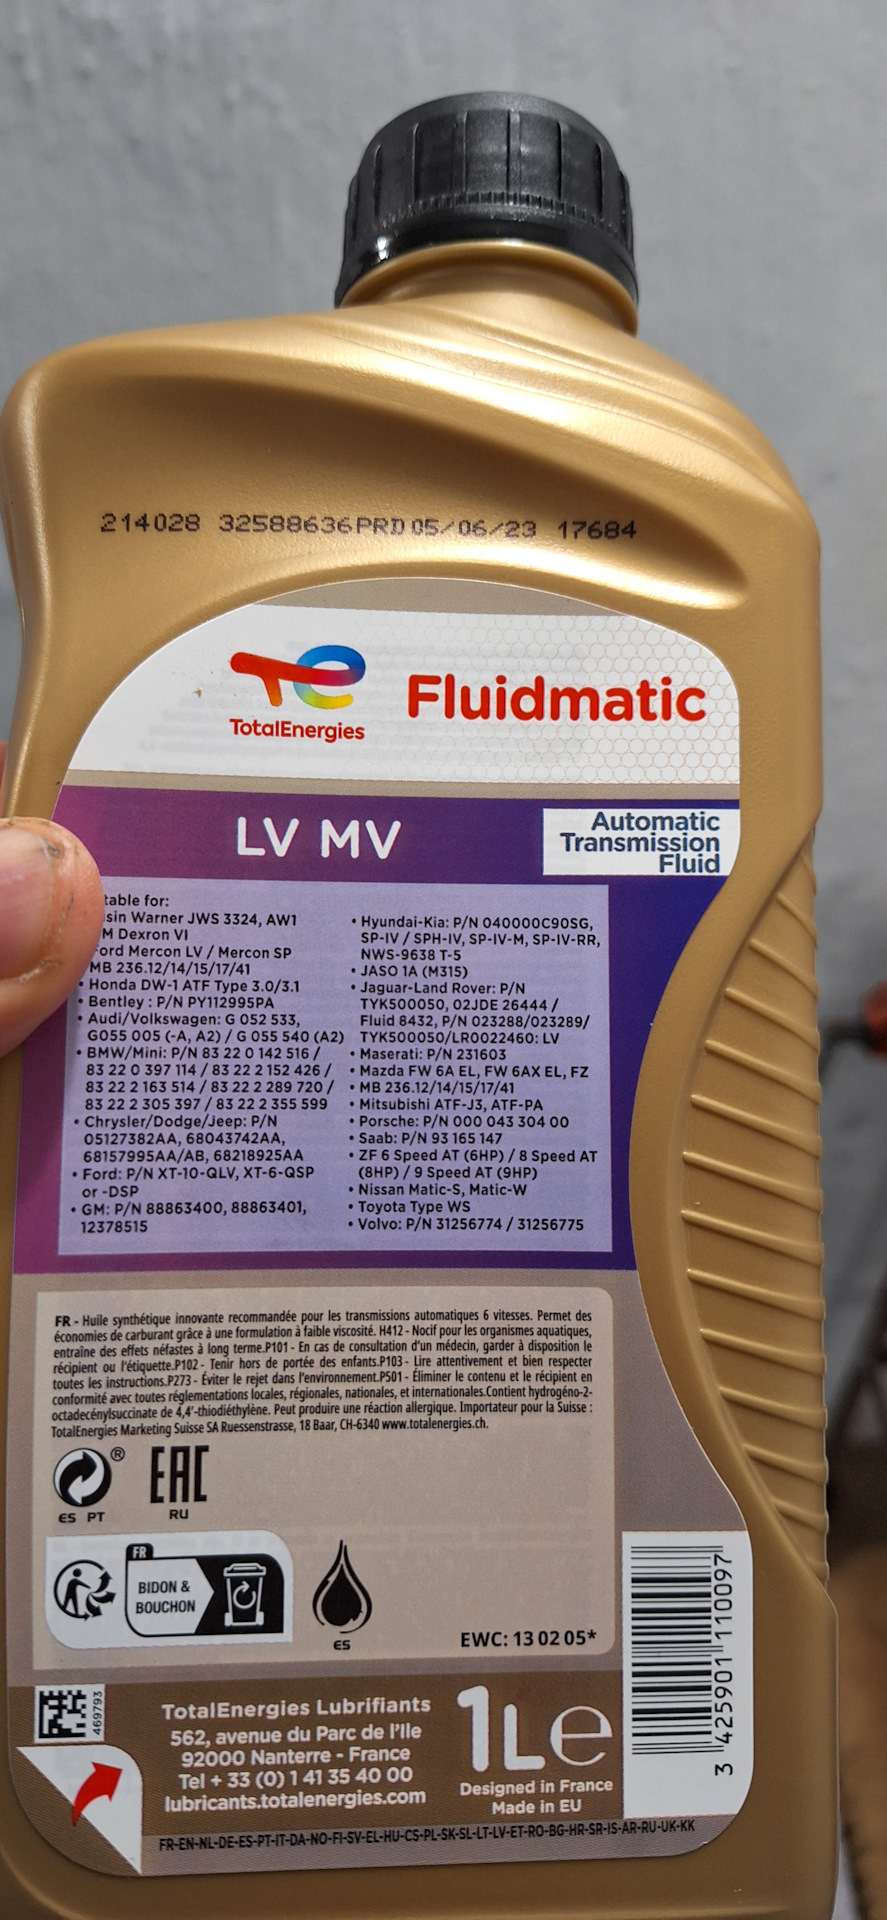 214028 32588636PRD 05/06/23 17684
TotalEnergies
Fluidmatic
LV MV
Automatic
Transmission
Fluid
table for:
sin Warner JWS 3324, AW1
M Dexron VI
ord Mercon LV / Mercon SP
MB 236.12/14/15/17/41
• Honda DW-1 ATF Type 3.0/3.1
• Bentley : P/N PY112995PA
• Audi/Volkswagen: G 052 533,
G055 005 (-A, A2) / G 055 540 (A2)
• BMW/Mini: P/N 83 22 0 142 516 /
83 22 0 397 114 / 83 22 2 152 426 /
83 22 2 163 514 / 83 22 2 289 720 /
83 22 2 305 397 / 83 22 2 355 599
• Chrysler/Dodge/Jeep: P/N
05127382AA, 68043742AA,
68157995AA/AB, 68218925AA
• Ford: P/N XT-10-QLV, XT-6-QSP
or -DSP
• GM: P/N 88863400, 88863401,
12378515
• Hyundai-Kia: P/N 040000C90SG,
SP-IV / SPH-IV, SP-IV-M, SP-IV-RR,
NWS-9638 T-5
• JASO 1A (M315)
• Jaguar-Land Rover: P/N
TYK500050, 02JDE 26444 /
Fluid 8432, P/N 023288/023289/
TYK500050/LR0022460: LV
• Maserati: P/N 231603
• Mazda FW 6A EL, FW 6AX EL, FZ
• MB 236.12/14/15/17/41
• Mitsubishi ATF-J3, ATF-PA
• Porsche: P/N 000 043 304 00
• Saab: P/N 93 165 147
• ZF 6 Speed AT (6HP) / 8 Speed AT
(8HP) / 9 Speed AT (9HP)
• Nissan Matic-S, Matic-W
• Toyota Type WS
• Volvo: P/N 31256774 / 31256775
FR - Huile synthétique innovante recommandée pour les transmissions automatiques 6 vitesses. Permet des
économies de carburant grâce à une formulation à faible viscosité. H412 - Nocif pour les organismes aquatiques,
entraîne des effets néfastes à long terme.P101 - En cas de consultation d'un médecin, garder à disposition le
récipient ou l'étiquette.P102 - Tenir hors de portée des enfants.P103 - Lire attentivement et bien respecter
toutes les instructions.P273 - Éviter le rejet dans l'environnement.P501 - Éliminer le contenu et le récipient en
conformité avec toutes réglementations locales, régionales, nationales, et internationales.Contient hydrogéno-2-
octadecénylsuccinate de 4,4'-thiodiéthylène. Peut produire une réaction allergique. Importateur pour la Suisse :
TotalEnergies Marketing Suisse SA Ruessenstrasse, 18 Baar, CH-6340 www.totalenergies.ch.
®
ES PT
EAC
RU
FR
BIDON &
BOUCHON
ES
EWC: 13 02 05*
469793
TotalEnergies Lubrifiants
562, avenue du Parc de l'Ile
92000 Nanterre - France
Tel + 33 (0) 1 41 35 40 00
lubricants.totalenergies.com
1L℮
Designed in France
Made in EU
3 425901 110097
FR-EN-NL-DE-ES-PT-IT-DA-NO-FI-SV-EL-HU-CS-PL-SK-SL-LT-LV-ET-RO-BG-HR-SR-IS-AR-RU-UK-KK